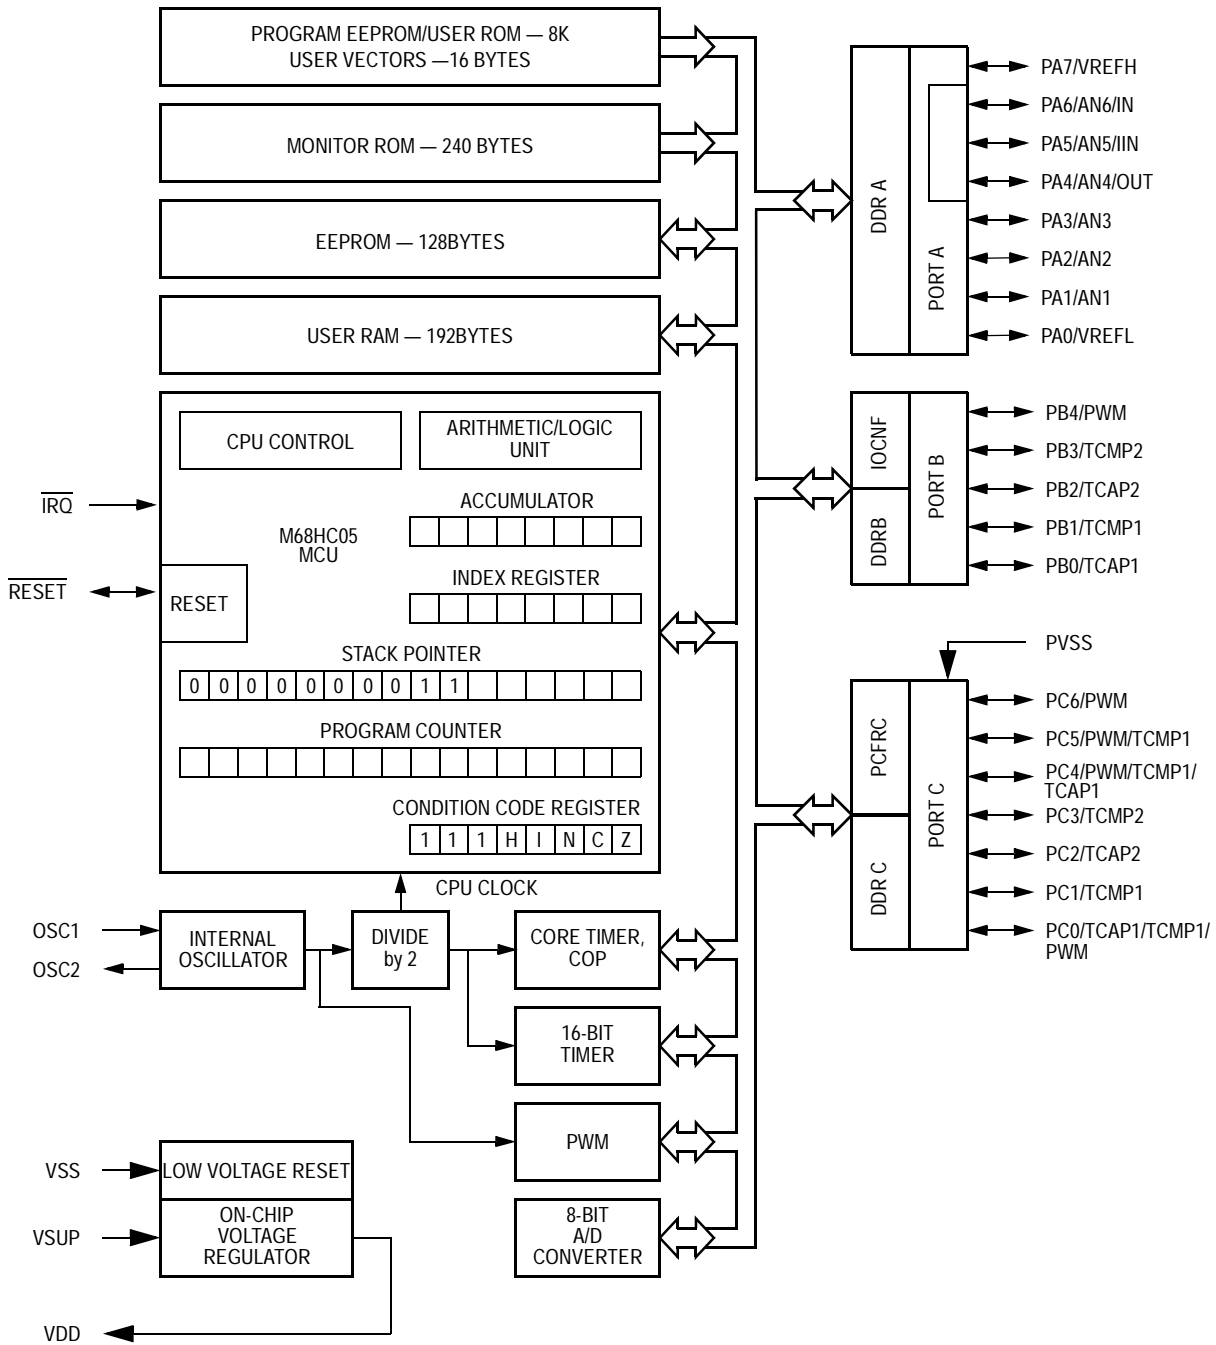 PROGRAM EEPROM/USER ROM — 8K
USER VECTORS —16 BYTES
MONITOR ROM — 240 BYTES
EEPROM — 128BYTES
USER RAM — 192BYTES
CPU CONTROL
ARITHMETIC/LOGIC
UNIT
ACCUMULATOR
M68HC05
MCU
INDEX REGISTER
IRQ
RESET
RESET
STACK POINTER
0 0 0 0 0 0 0 0 1 1
PROGRAM COUNTER
CONDITION CODE REGISTER
1 1 1 H I N C Z
CPU CLOCK
OSC1
OSC2
INTERNAL
OSCILLATOR
DIVIDE
by 2
CORE TIMER,
COP
16-BIT
TIMER
PWM
8-BIT
A/D
CONVERTER
VSS
LOW VOLTAGE RESET
VSUP
ON-CHIP
VOLTAGE
REGULATOR
VDD
DDR A
PORT A
PA7/VREFH
PA6/AN6/IN
PA5/AN5/IIN
PA4/AN4/OUT
PA3/AN3
PA2/AN2
PA1/AN1
PA0/VREFL
IOCNF
DDRB
PORT B
PB4/PWM
PB3/TCMP2
PB2/TCAP2
PB1/TCMP1
PB0/TCAP1
PVSS
PCFRC
DDR C
PORT C
PC6/PWM
PC5/PWM/TCMP1
PC4/PWM/TCMP1/
TCAP1
PC3/TCMP2
PC2/TCAP2
PC1/TCMP1
PC0/TCAP1/TCMP1/
PWM